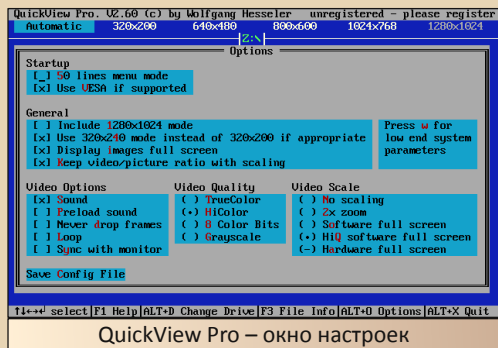 QuickView Pro. V2.60 (c) by Wolfgang Hesseler unregistered - please register
Automatic 320x200 640x480 800x600 1024x768 1280x1024
Z:\
Options
Startup
[_] 50 lines menu mode
[x] Use VESA if supported
General
[ ] Include 1280x1024 mode
[x] Use 320x240 mode instead of 320x200 if appropriate
[x] Display images full screen
[x] Keep video/picture ratio with scaling
Press w for
low end system
parameters
Video Options
[x] Sound
[ ] Preload sound
[ ] Never drop frames
[ ] Loop
[ ] Sync with monitor
Video Quality
( ) TrueColor
(•) HiColor
( ) 8 Color Bits
( ) Grayscale
Video Scale
( ) No scaling
( ) 2x zoom
( ) Software full screen
(•) HiQ software full screen
(-) Hardware full screen
Save Config File
↑↓←→┘ select|F1 Help|ALT+D Change Drive|F3 File Info|ALT+O Options|ALT+X Quit
QuickView Pro – окно настроек